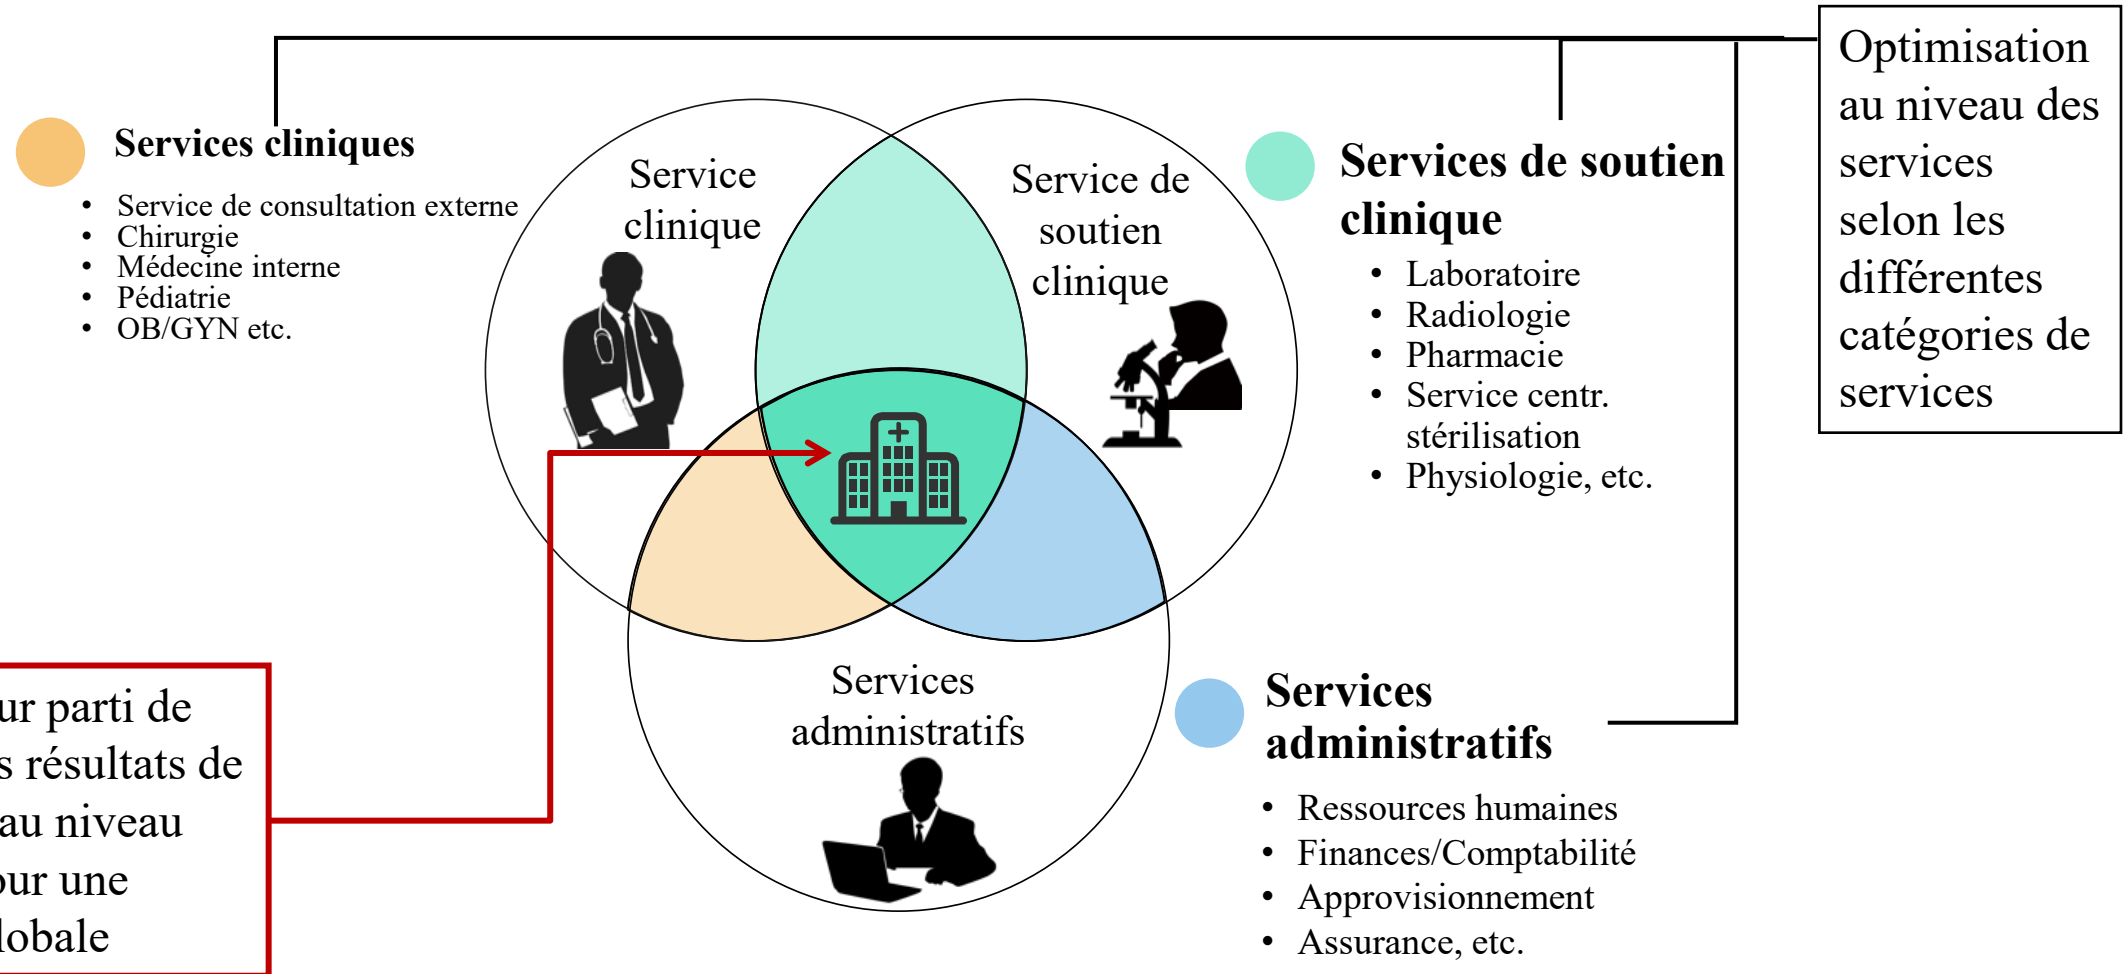 Optimisation
au niveau des
services
selon les
différentes
catégories de
services
Services cliniques
• Service de consultation externe
• Chirurgie
• Médecine interne
• Pédiatrie
• OB/GYN etc.
Service
clinique
Service de
soutien
clinique
Services de soutien
clinique
• Laboratoire
• Radiologie
• Pharmacie
• Service centr.
stérilisation
• Physiologie, etc.
Services
administratifs
Services
administratifs
• Ressources humaines
• Finances/Comptabilité
• Approvisionnement
• Assurance, etc.
parti de
résultats de
au niveau
une